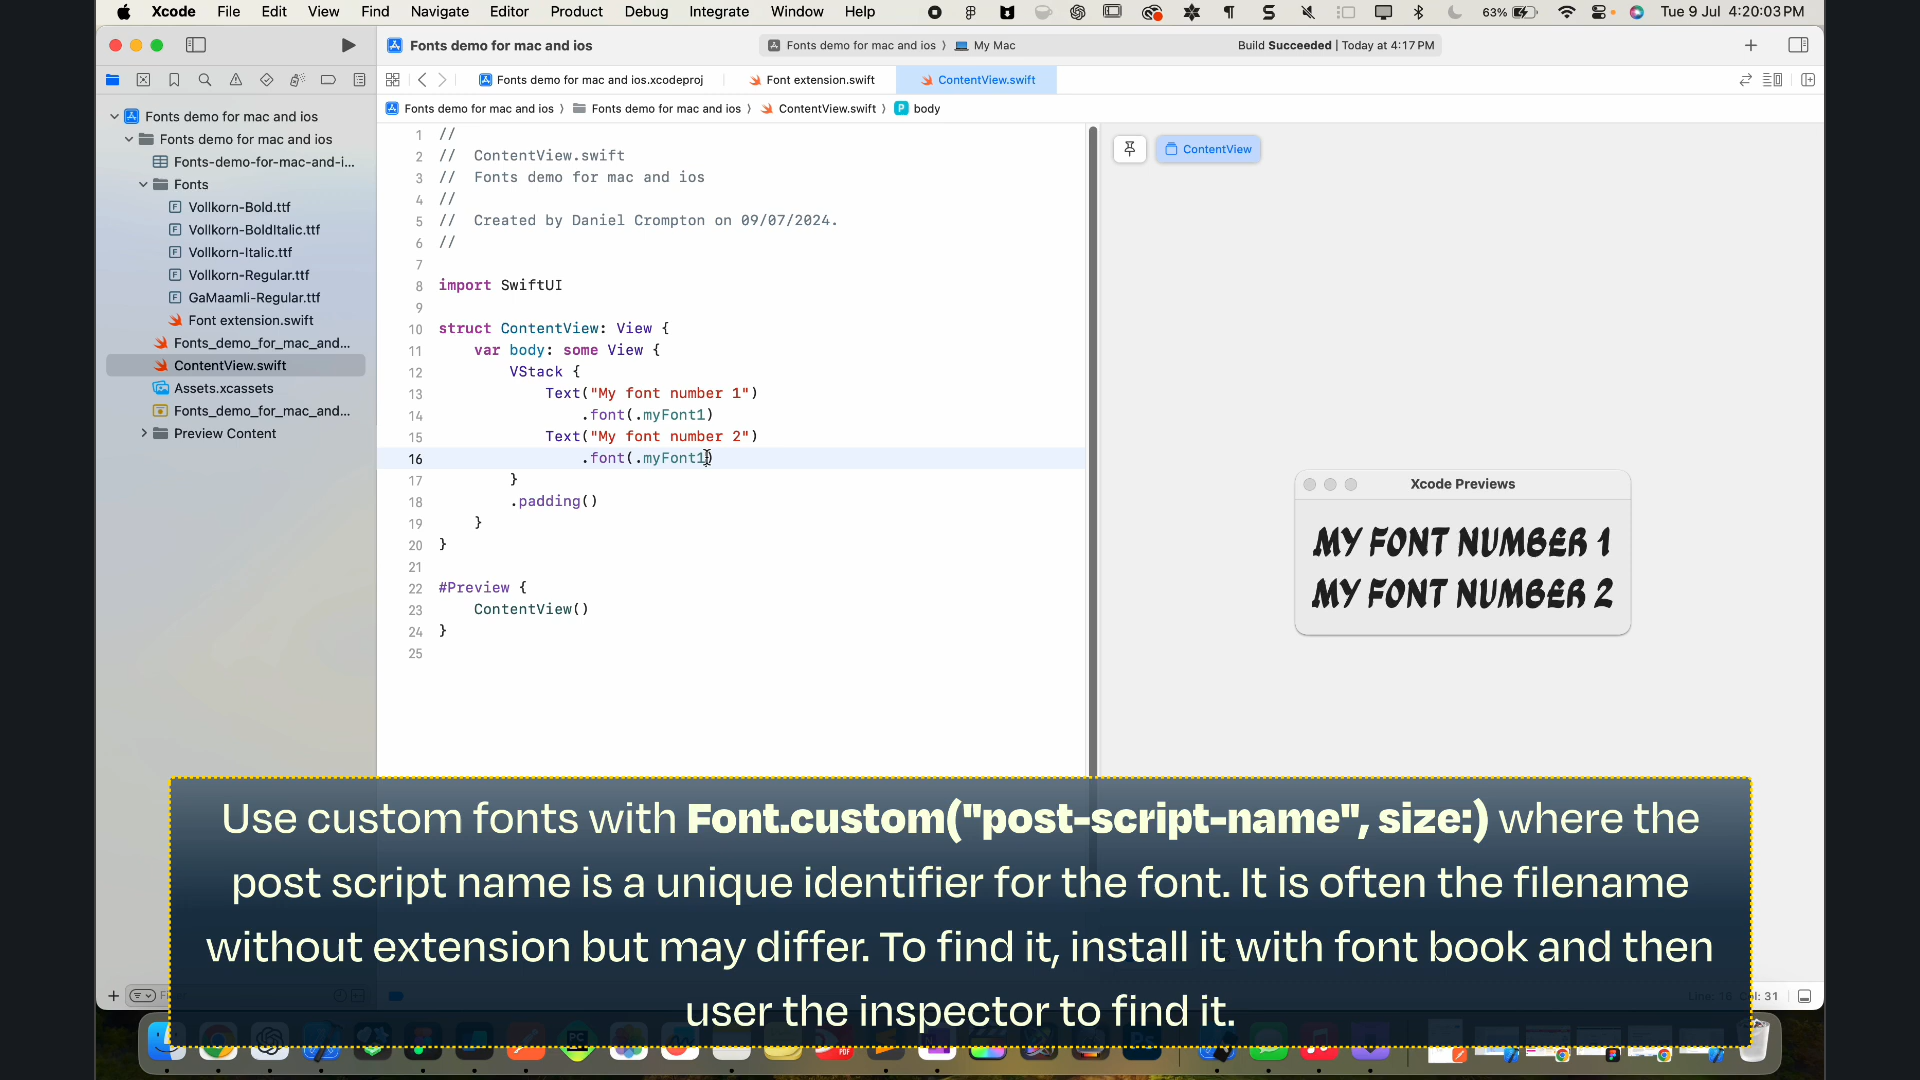 Xcode File Edit View Find Navigate Editor Product Debug Integrate Window Help 63% Tue 9 Jul 4:20:03 PM
Fonts demo for mac and ios Fonts demo for mac and ios ⟩ My Mac Build Succeeded | Today at 4:17 PM
Fonts demo for mac and ios.xcodeproj Font extension.swift ContentView.swift
Fonts demo for mac and ios ⟩ Fonts demo for mac and ios ⟩ ContentView.swift ⟩ P body
Fonts demo for mac and ios
Fonts demo for mac and ios
Fonts-demo-for-mac-and-i...
Fonts
Vollkorn-Bold.ttf
Vollkorn-BoldItalic.ttf
Vollkorn-Italic.ttf
Vollkorn-Regular.ttf
GaMaamli-Regular.ttf
Font extension.swift
Fonts_demo_for_mac_and...
ContentView.swift
Assets.xcassets
Fonts_demo_for_mac_and...
Preview Content
1 //
2 // ContentView.swift
3 // Fonts demo for mac and ios
4 //
5 // Created by Daniel Crompton on 09/07/2024.
6 //
7
8 import SwiftUI
9
10 struct ContentView: View {
11 var body: some View {
12 VStack {
13 Text("My font number 1")
14 .font(.myFont1)
15 Text("My font number 2")
16 .font(.myFont1)
17 }
18 .padding()
19 }
20 }
21
22 #Preview {
23 ContentView()
24 }
25
ContentView
Xcode Previews
MY FONT NUMBER 1
MY FONT NUMBER 2
Use custom fonts with Font.custom("post-script-name", size:) where the
post script name is a unique identifier for the font. It is often the filename
without extension but may differ. To find it, install it with font book and then
user the inspector to find it.
Line: 16 Col: 31